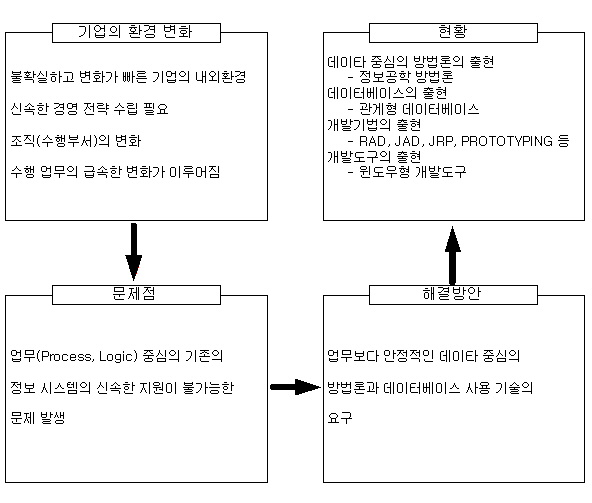 기업의 환경 변화
불확실하고 변화가 빠른 기업의 내외환경
신속한 경영 전략 수립 필요
조직(수행부서)의 변화
수행 업무의 급속한 변화가 이루어짐
문제점
업무(Process, Logic) 중심의 기존의
정보 시스템의 신속한 지원이 불가능한
문제 발생
해결방안
업무보다 안정적인 데이타 중심의
방법론과 데이터베이스 사용 기술의
요구
현황
데이타 중심의 방법론의 출현
- 정보공학 방법론
데이터베이스의 출현
- 관계형 데이터베이스
개발기법의 출현
- RAD, JAD, JRP, PROTOTYPING 등
개발도구의 출현
- 윈도우형 개발도구